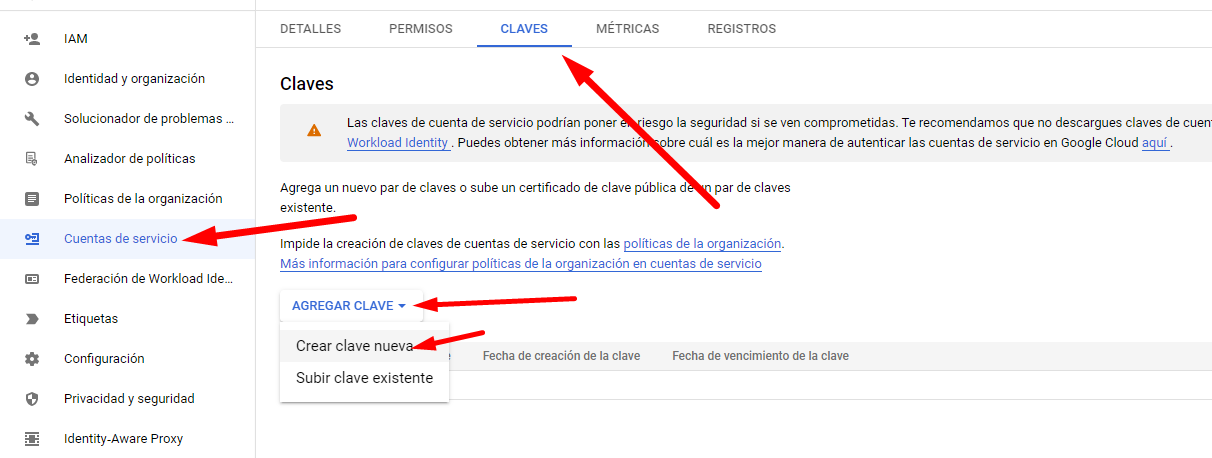 DETALLES PERMISOS CLAVES MÉTRICAS REGISTROS
IAM
Identidad y organización
Solucionador de problemas ...
Analizador de políticas
Políticas de la organización
Cuentas de servicio
Federación de Workload Ide...
Etiquetas
Configuración
Privacidad y seguridad
Identity-Aware Proxy
Claves
Las claves de cuenta de servicio podrían poner en riesgo la seguridad si se ven comprometidas. Te recomendamos que no descargues claves de
Workload Identity . Puedes obtener más información sobre cuál es la mejor manera de autenticar las cuentas de servicio en Google Cloud aquí .
Agrega un nuevo par de claves o sube un certificado de clave pública de un par de claves
existente.
Impide la creación de claves de cuentas de servicio con las políticas de la organización.
Más información para configurar políticas de la organización en cuentas de servicio
AGREGAR CLAVE
Crear clave nueva
Subir clave existente
Fecha de creación de la clave Fecha de vencimiento de la clave